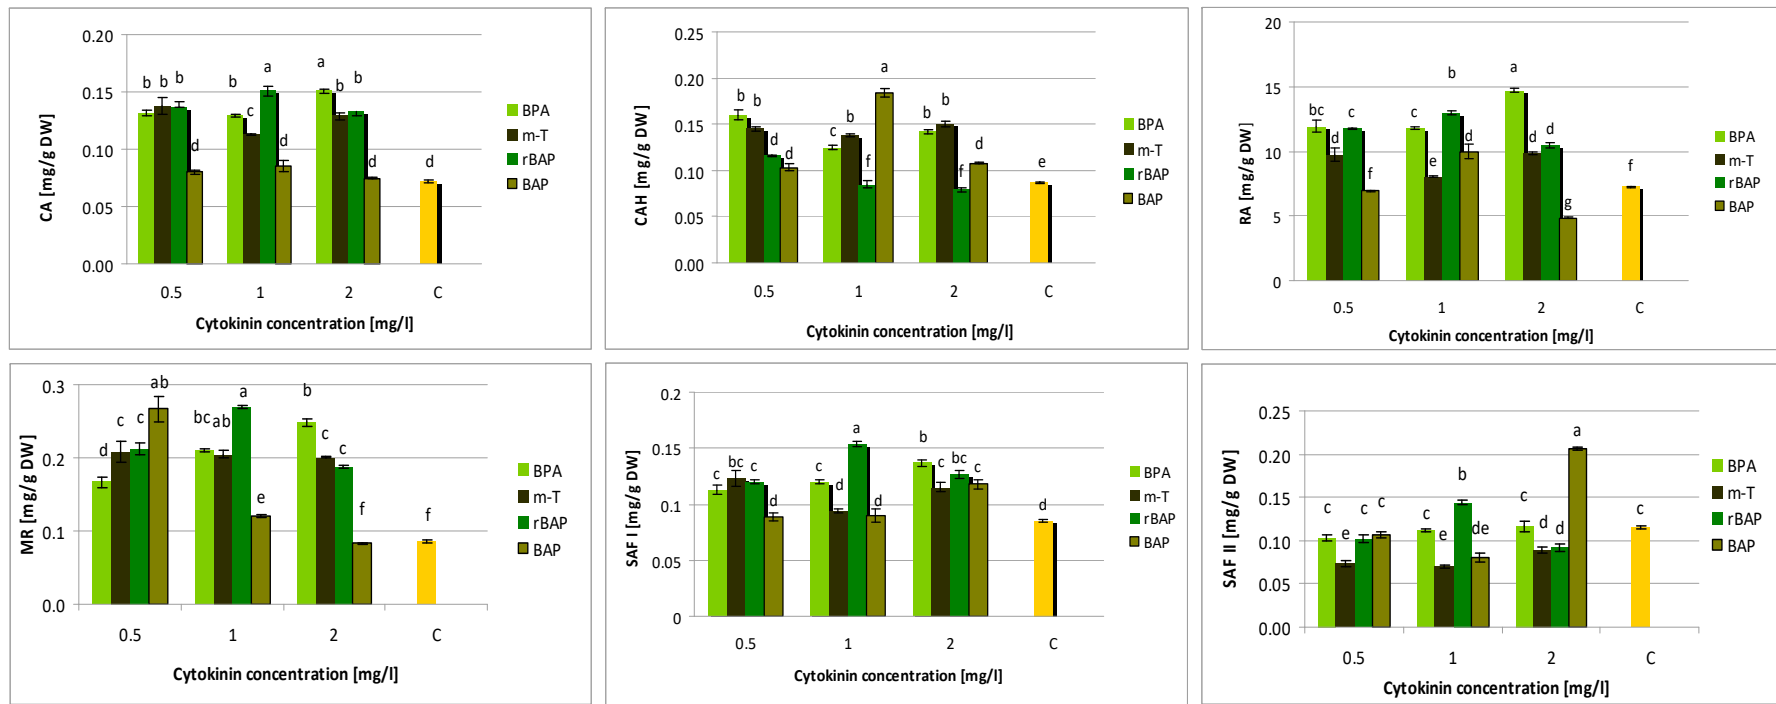 CA [mg/g DW]
0.20
0.15
0.10
0.05
0.00
b b b d
b c a d
a b b d
d
0.5 1 2 C
Cytokinin concentration [mg/l]
BPA
m-T
rBAP
BAP
CAH [mg/g DW]
0.25
0.20
0.15
0.10
0.05
0.00
b b d d
c b f a
b b f d
e
0.5 1 2 C
Cytokinin concentration [mg/l]
BPA
m-T
rBAP
BAP
RA [mg/g DW]
20
15
10
5
0
bc d c f
c e b d
a d d g
f
0.5 1 2 C
Cytokinin concentration [mg/l]
BPA
m-T
rBAP
BAP
MR [mg/g DW]
0.3
0.2
0.1
0.0
d c c ab
bc ab a e
b c c f
f
0.5 1 2 C
Cytokinin concentration [mg/l]
BPA
m-T
rBAP
BAP
SAF I [mg/g DW]
0.2
0.15
0.1
0.05
0
c bc c d
c d a d
b c bc c
d
0.5 1 2 C
Cytokinin concentration [mg/l]
BPA
m-T
rBAP
BAP
SAF II [mg/g DW]
0.25
0.20
0.15
0.10
0.05
0.00
c e c c
c e b de
c d d a
c
0.5 1 2 C
Cytokinin concentration [mg/l]
BPA
m-T
rBAP
BAP